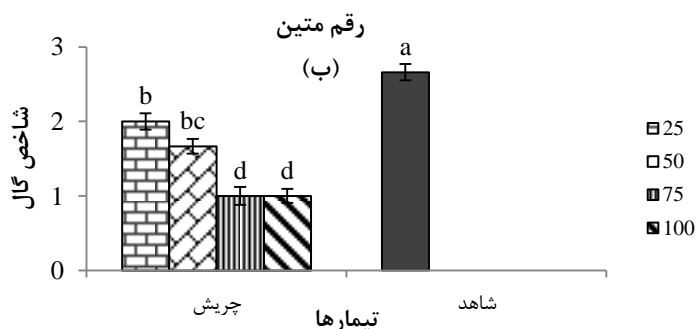 رقم متین
(ب)
شاخص گال
3
2
1
0
b
bc
d
d
a
چریش
شاهد
تیمارها
25
50
75
100